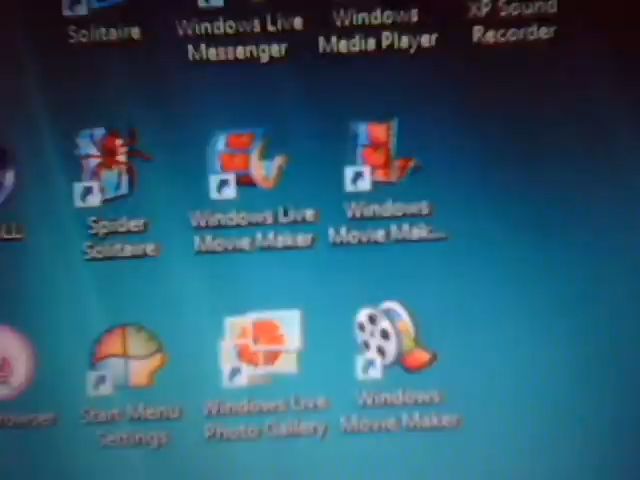 Solitaire
Windows Live
Messenger
Windows
Media Player
XP Sound
Recorder
Spider
Solitaire
Windows Live
Movie Maker
Windows
Movie Mak...
Start Menu
Settings
Windows Live
Photo Gallery
Windows
Movie Maker